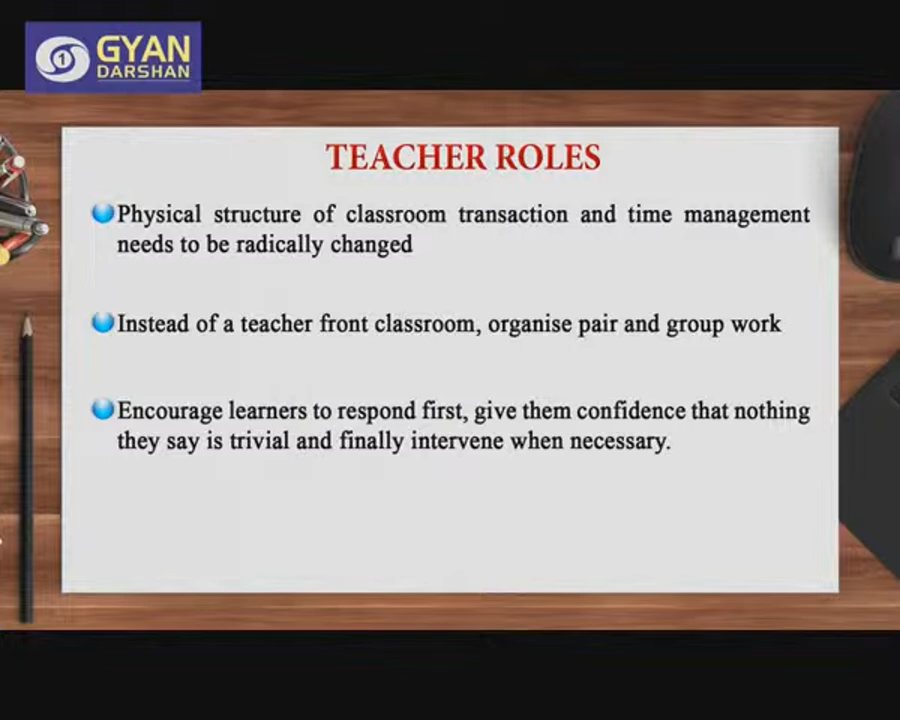 1
GYAN
DARSHAN
TEACHER ROLES
Physical structure of classroom transaction and time management
needs to be radically changed
Instead of a teacher front classroom, organise pair and group work
Encourage learners to respond first, give them confidence that nothing
they say is trivial and finally intervene when necessary.